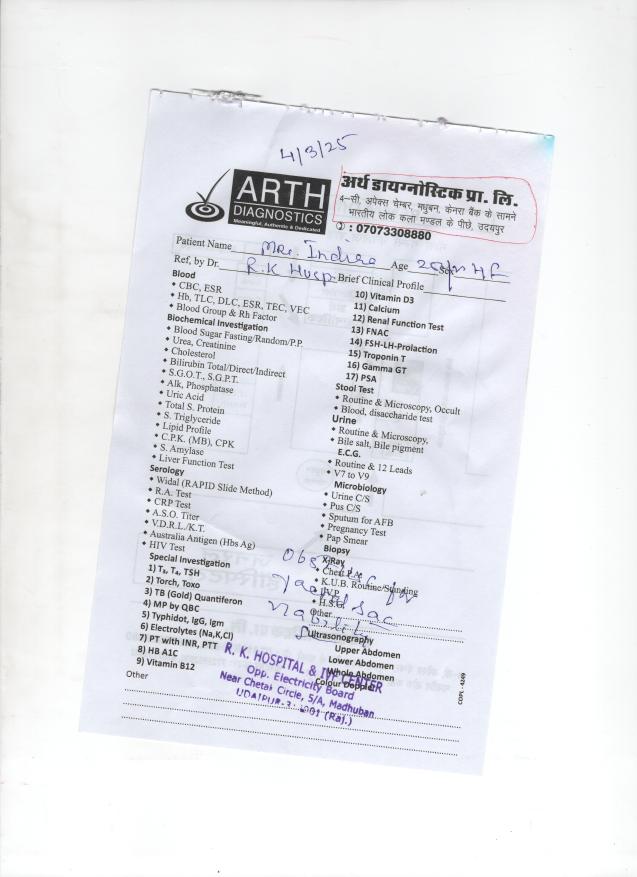 4/3/25
ARTH
DIAGNOSTICS
Meaningful, Authentic & Dedicated
अर्थ डायग्नोस्टिक प्रा. लि.
4-सी, अपेक्स चेम्बर, मधुबन, केनरा बैंक के सामने
भारतीय लोक कला मण्डल के पीछे, उदयपुर
: 07073308880
Patient Name Mrs. Indira Age Sex
Ref, by Dr. R.K Hosp. Brief Clinical Profile
Blood
CBC, ESR
Hb, TLC, DLC, ESR, TEC, VEC
Blood Group & Rh Factor
Biochemical Investigation
Blood Sugar Fasting/Random/P.P.
Urea, Creatinine
Cholesterol
Bilirubin Total/Direct/Indirect
S.G.O.T., S.G.P.T.
Alk, Phosphatase
Uric Acid
Total S. Protein
S. Triglyceride
Lipid Profile
C.P.K. (MB), CPK
S. Amylase
Liver Function Test
Serology
Widal (RAPID Slide Method)
R.A. Test
CRP Test
A.S.O. Titer
V.D.R.L./K.T.
Australia Antigen (Hbs Ag)
HIV Test
Special Investigation
1) T₃, T₄, TSH
2) Torch, Toxo
3) TB (Gold) Quantiferon
4) MP by QBC
5) Typhidot, IgG, Igm
6) Electrolytes (Na,K,Cl)
7) PT with INR, PTT
8) HB A1C
9) Vitamin B12
Other
10) Vitamin D3
11) Calcium
12) Renal Function Test
13) FNAC
14) FSH-LH-Prolaction
15) Troponin T
16) Gamma GT
17) PSA
Stool Test
Routine & Microscopy, Occult
Blood, disaccharide test
Urine
Routine & Microscopy,
Bile salt, Bile pigment
E.C.G.
Routine & 12 Leads
V7 to V9
Microbiology
Urine C/S
Pus C/S
Sputum for AFB
Pregnancy Test
Pap Smear
Biopsy
X-Ray
Chest P.A.
K.U.B. Routine/Standing
I.V.P.
H.S.G.
Other
Obs for
sac
Ultrasonography
Upper Abdomen
Lower Abdomen
Whole Abdomen
Colour Doppler
R. K. HOSPITAL & IVF CENTER
Opp. Electricity Board
Near Chetak Circle, 5/A, Madhuban
UDAIPUR-3 (Raj.)
COPL - 4249